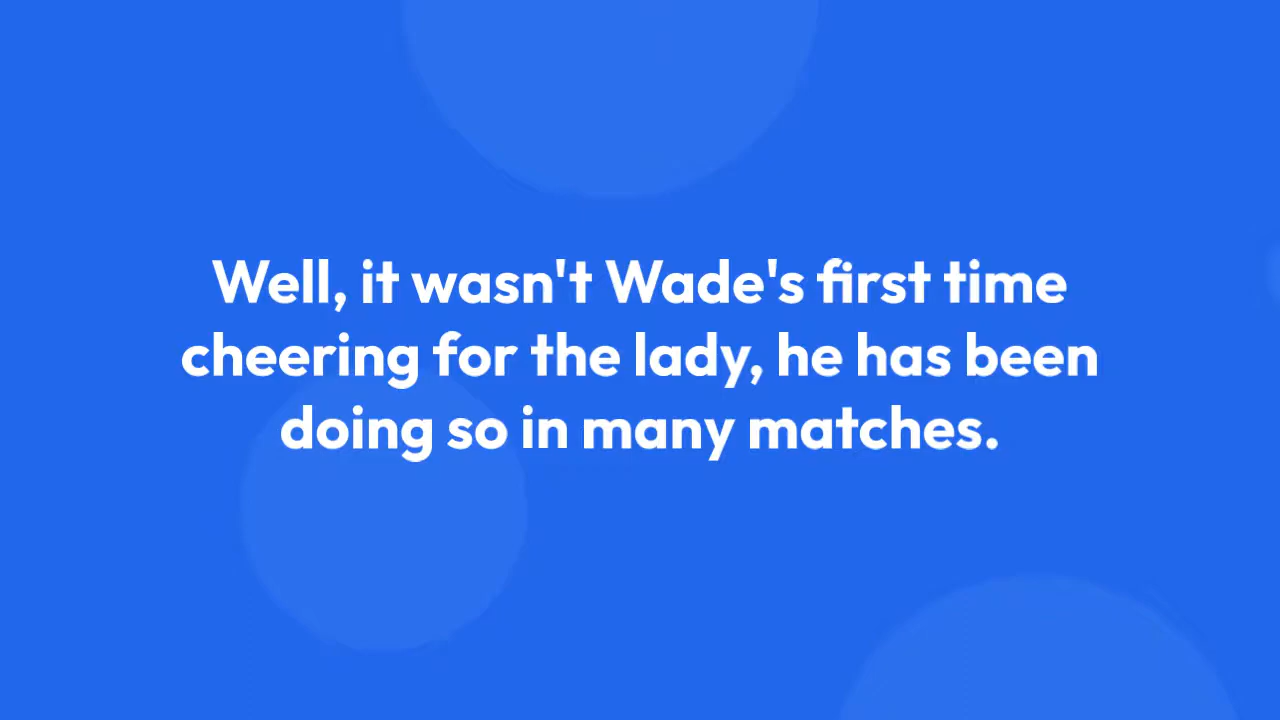 Well, it wasn't Wade's first time
cheering for the lady, he has been
doing so in many matches.